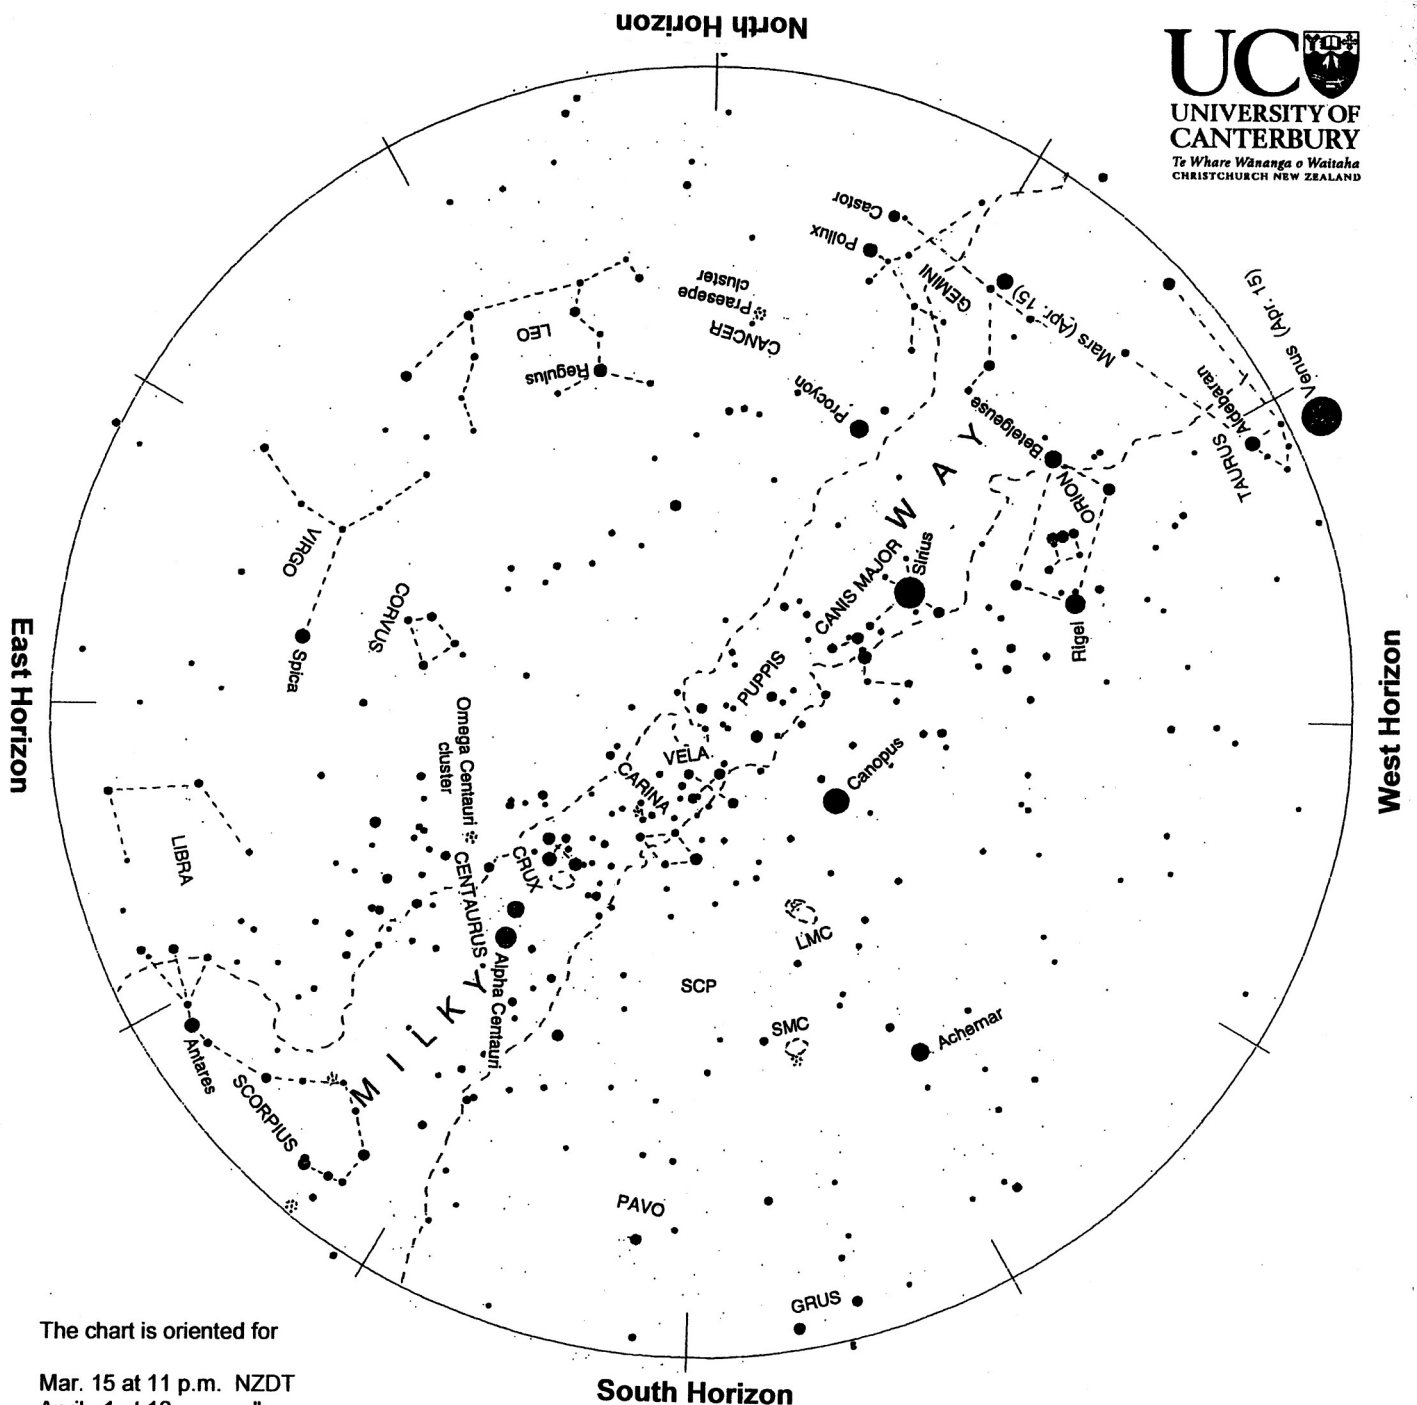 North Horizon
UC
UNIVERSITY OF
CANTERBURY
Te Whare Wānanga o Waitaha
CHRISTCHURCH NEW ZEALAND
Castor
Pollux
GEMINI
Praesepe
cluster
CANCER
Mars (Apr. 15)
Venus (Apr. 15)
LEO
Regulus
Procyon
Betelgeuse
Aldebaran
TAURUS
ORION
VIRGO
CORVUS
Spica
CANIS MAJOR
Sirius
Rigel
East Horizon
West Horizon
PUPPIS
VELA
CARINA
Canopus
Omega Centauri
cluster
LIBRA
CRUX
CENTAURUS
Alpha Centauri
LMC
SCP
SMC
Achernar
MILKY WAY
Antares
SCORPIUS
PAVO
GRUS
South Horizon
The chart is oriented for
Mar. 15 at 11 p.m. NZDT